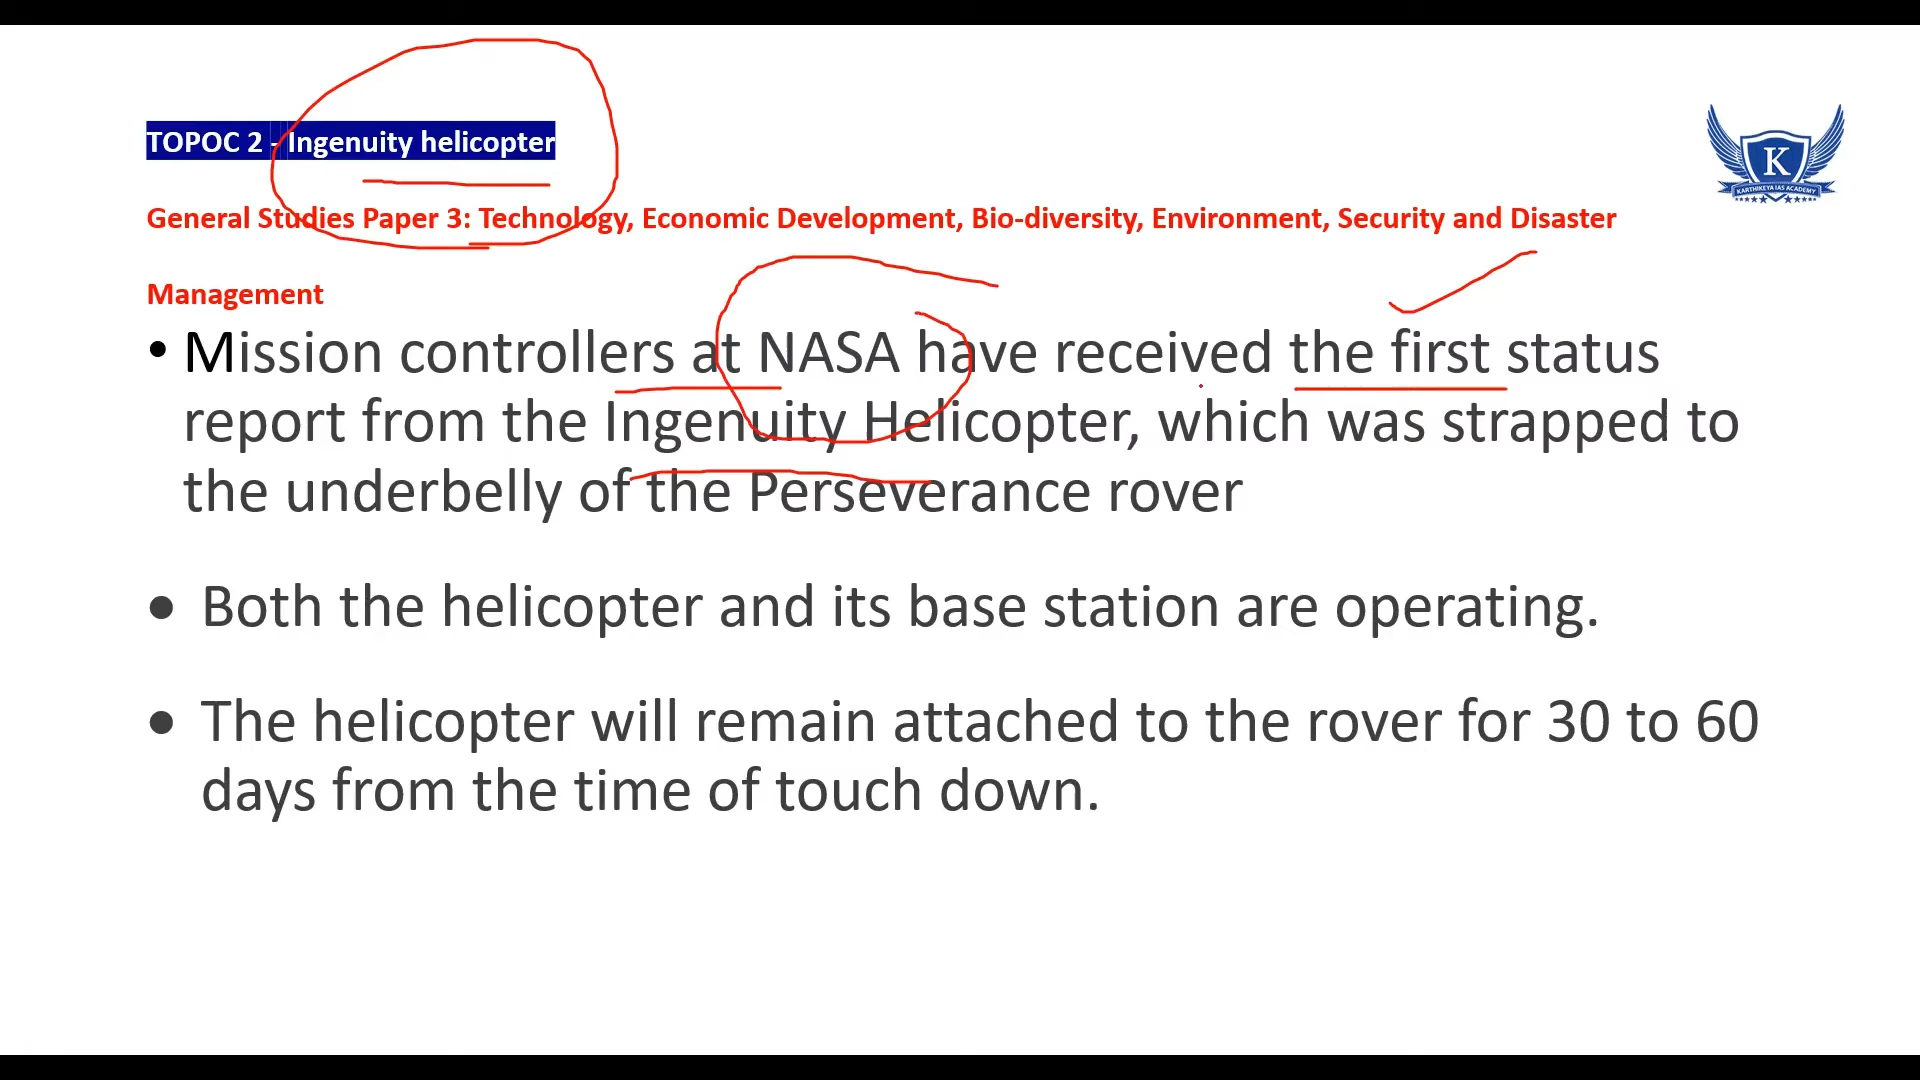 TOPOC 2 - Ingenuity helicopter
K
KARTHIKEYA IAS ACADEMY
General Studies Paper 3: Technology, Economic Development, Bio-diversity, Environment, Security and Disaster
Management
• Mission controllers at NASA have received the first status
report from the Ingenuity Helicopter, which was strapped to
the underbelly of the Perseverance rover
• Both the helicopter and its base station are operating.
• The helicopter will remain attached to the rover for 30 to 60
days from the time of touch down.